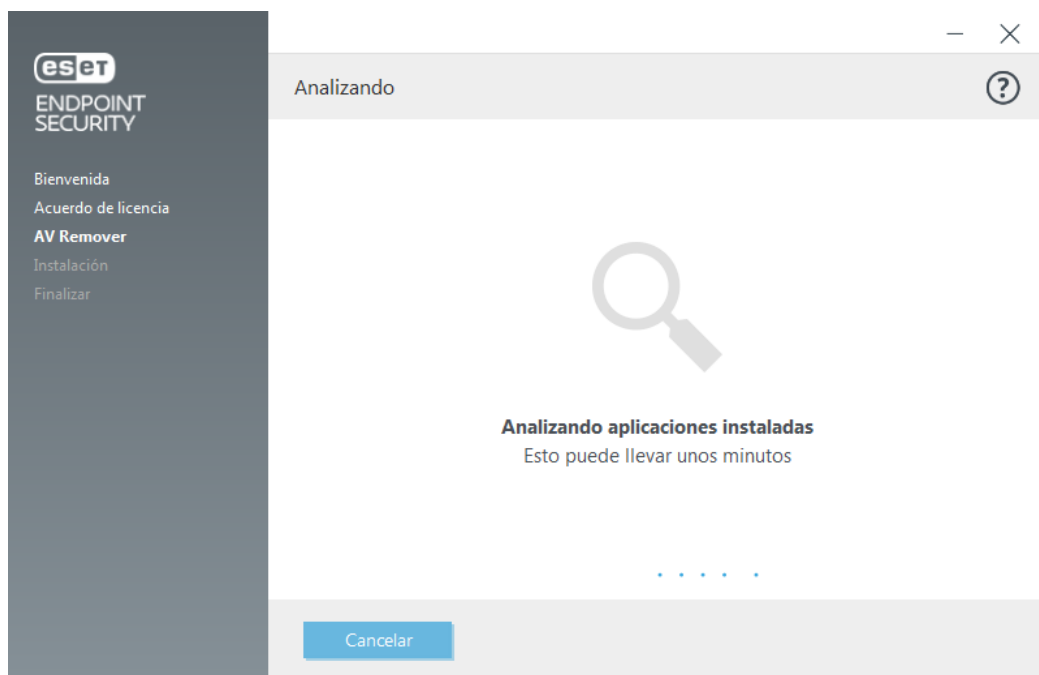 eset
ENDPOINT
SECURITY
Bienvenida
Acuerdo de licencia
AV Remover
Instalación
Finalizar
Analizando
?
Analizando aplicaciones instaladas
Esto puede llevar unos minutos
Cancelar